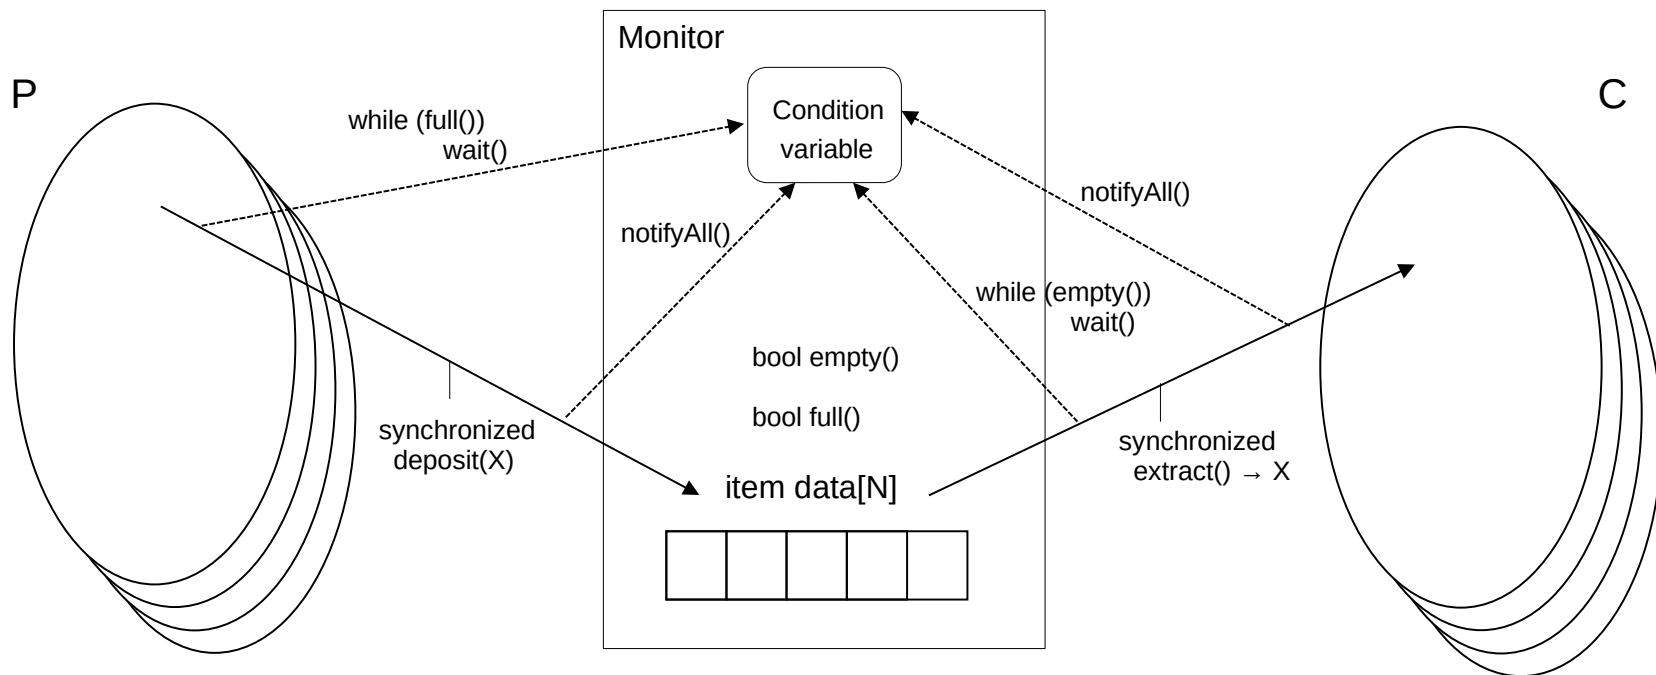 Monitor
P
C
Condition
variable
while (full())
wait()
notifyAll()
notifyAll()
while (empty())
wait()
bool empty()
bool full()
synchronized
deposit(X)
synchronized
extract() → X
item data[N]